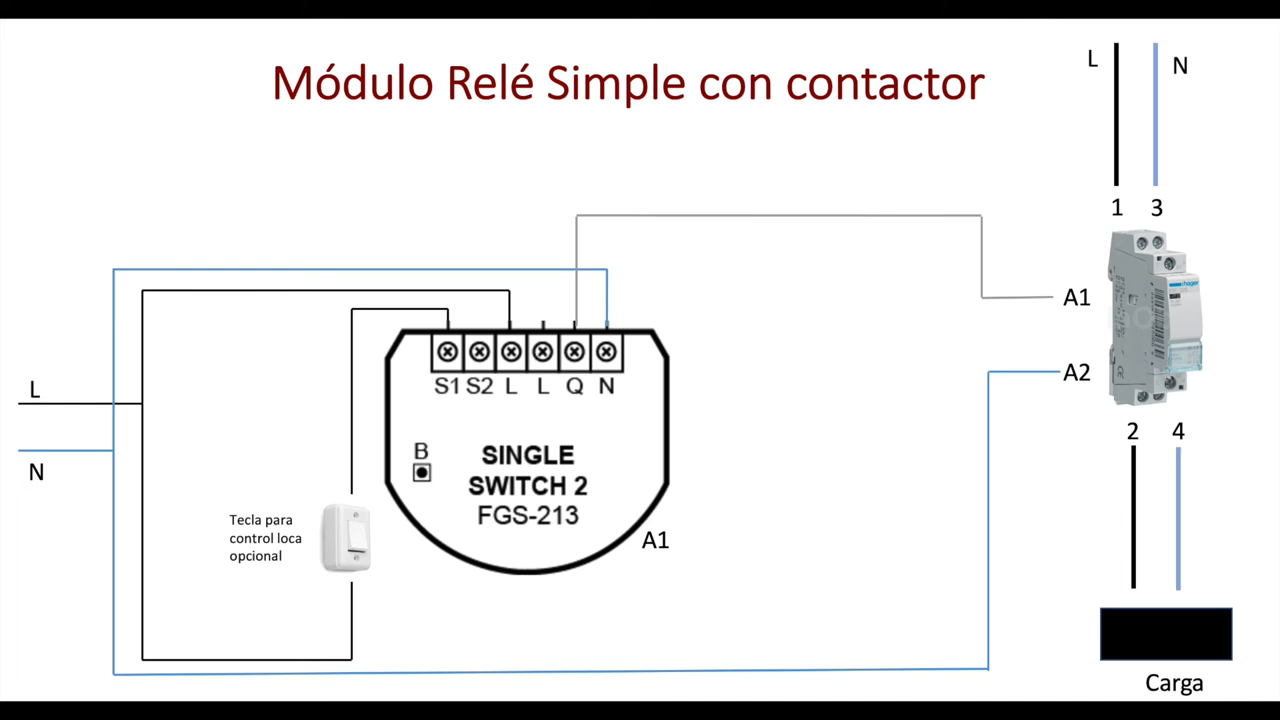 Módulo Relé Simple con contactor
L
N
1
3
:hager
A1
A2
S1
S2
L
L
Q
N
L
N
B
SINGLE
SWITCH 2
FGS-213
A1
Tecla para
control loca
opcional
2
4
Carga